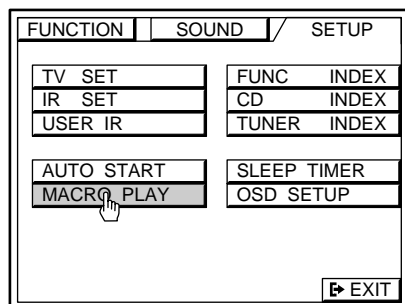 FUNCTION SOUND SETUP
TV SET FUNC INDEX
IR SET CD INDEX
USER IR TUNER INDEX
AUTO START SLEEP TIMER
MACRO PLAY OSD SETUP
EXIT